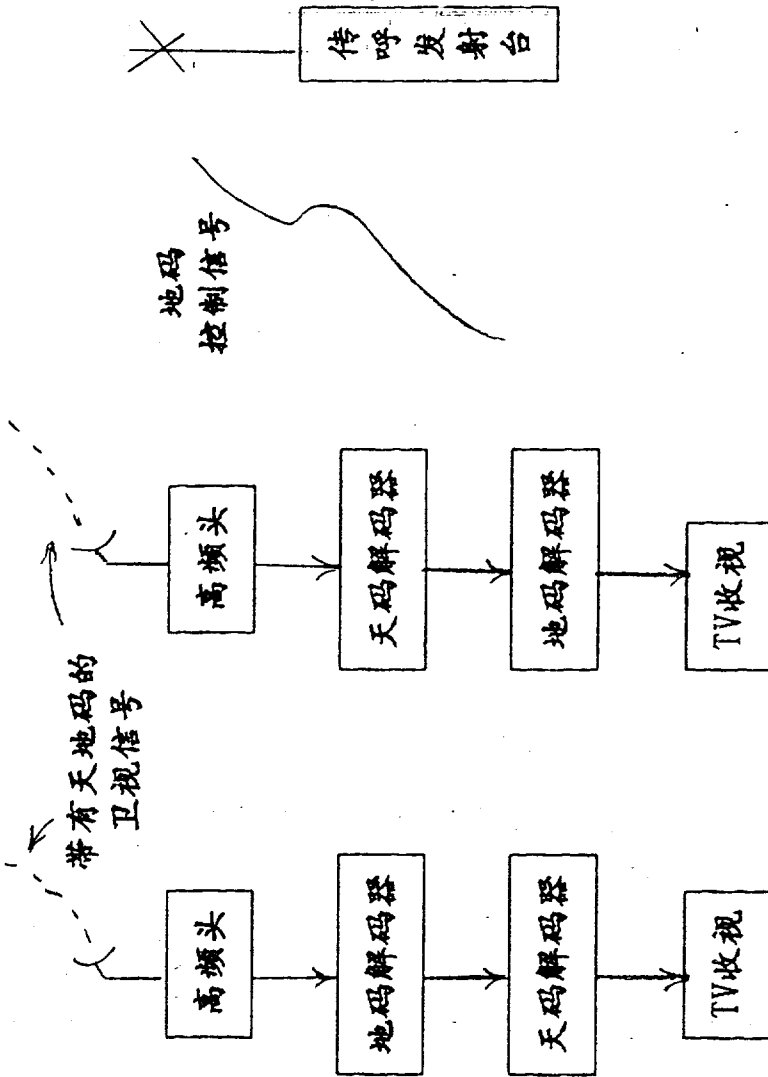 带有天地码的
卫视信号
高频头
地码解码器
天码解码器
TV收视
高频头
天码解码器
地码解码器
TV收视
地码
控制信号
传呼发射台